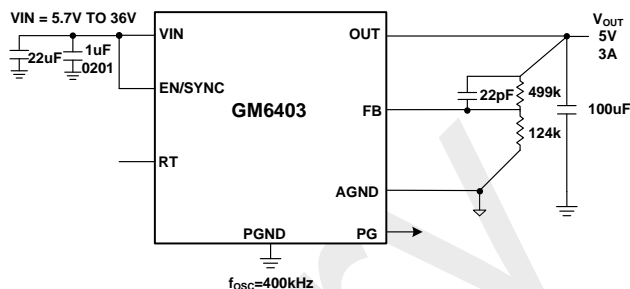 VIN = 5.7V TO 36V
VIN
OUT
VOUT
5V
3A
22uF
1uF
0201
EN/SYNC
GM6403
FB
22pF
499k
124k
100uF
RT
AGND
PGND
PG
fOSC=400kHz